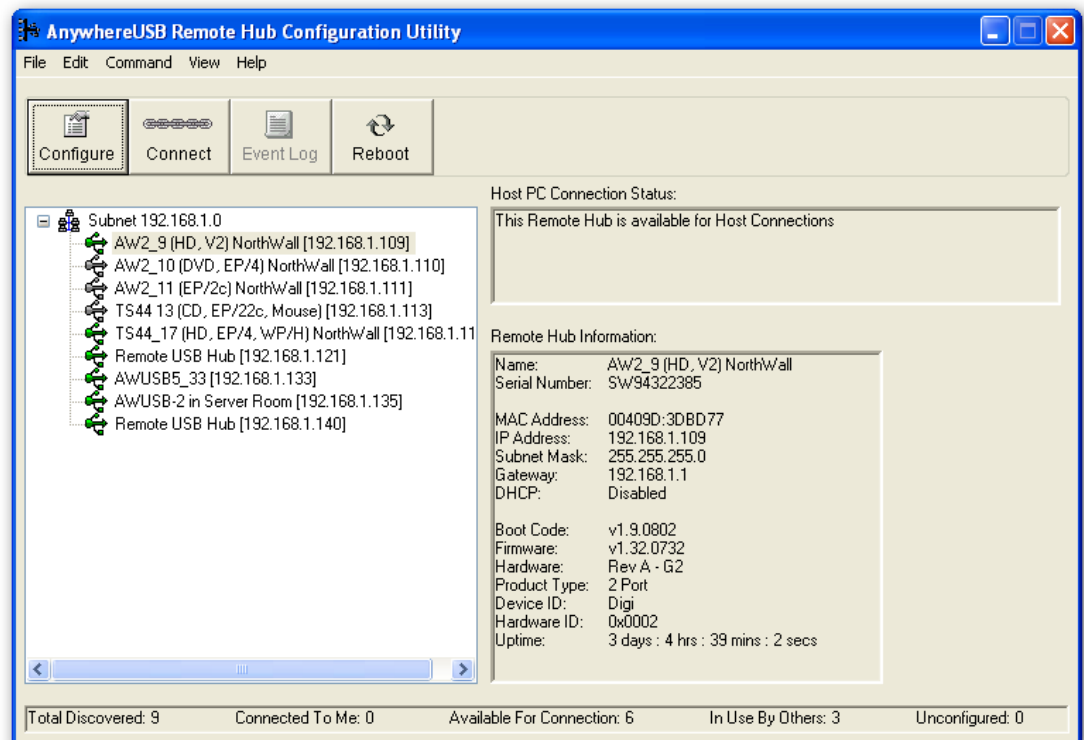 AnywhereUSB Remote Hub Configuration Utility
File Edit Command View Help
Configure Connect Event Log Reboot
Subnet 192.168.1.0
AW2_9 (HD, V2) NorthWall [192.168.1.109]
AW2_10 (DVD, EP/4) NorthWall [192.168.1.110]
AW2_11 (EP/2c) NorthWall [192.168.1.111]
TS44 13 (CD, EP/22c, Mouse) [192.168.1.113]
TS44_17 (HD, EP/4, WP/H) NorthWall [192.168.1.11
Remote USB Hub [192.168.1.121]
AWUSB5_33 [192.168.1.133]
AWUSB-2 in Server Room [192.168.1.135]
Remote USB Hub [192.168.1.140]
Host PC Connection Status:
This Remote Hub is available for Host Connections
Remote Hub Information:
Name: AW2_9 (HD, V2) NorthWall
Serial Number: SW94322385
MAC Address: 00409D:3DBD77
IP Address: 192.168.1.109
Subnet Mask: 255.255.255.0
Gateway: 192.168.1.1
DHCP: Disabled
Boot Code: v1.9.0802
Firmware: v1.32.0732
Hardware: Rev A - G2
Product Type: 2 Port
Device ID: Digi
Hardware ID: 0x0002
Uptime: 3 days : 4 hrs : 39 mins : 2 secs
Total Discovered: 9 Connected To Me: 0 Available For Connection: 6 In Use By Others: 3 Unconfigured: 0